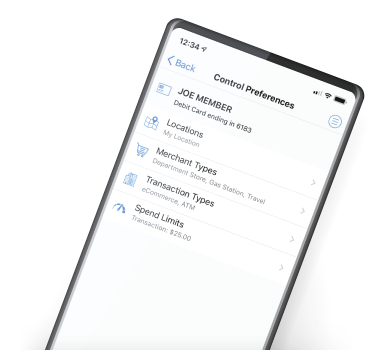 12:34
Back
Control Preferences
JOE MEMBER
Debit Card ending in 6183
Locations
My Location
Merchant Types
Department Store, Gas Station, Travel
Transaction Types
eCommerce, ATM
Spend Limits
Transaction: $25.00